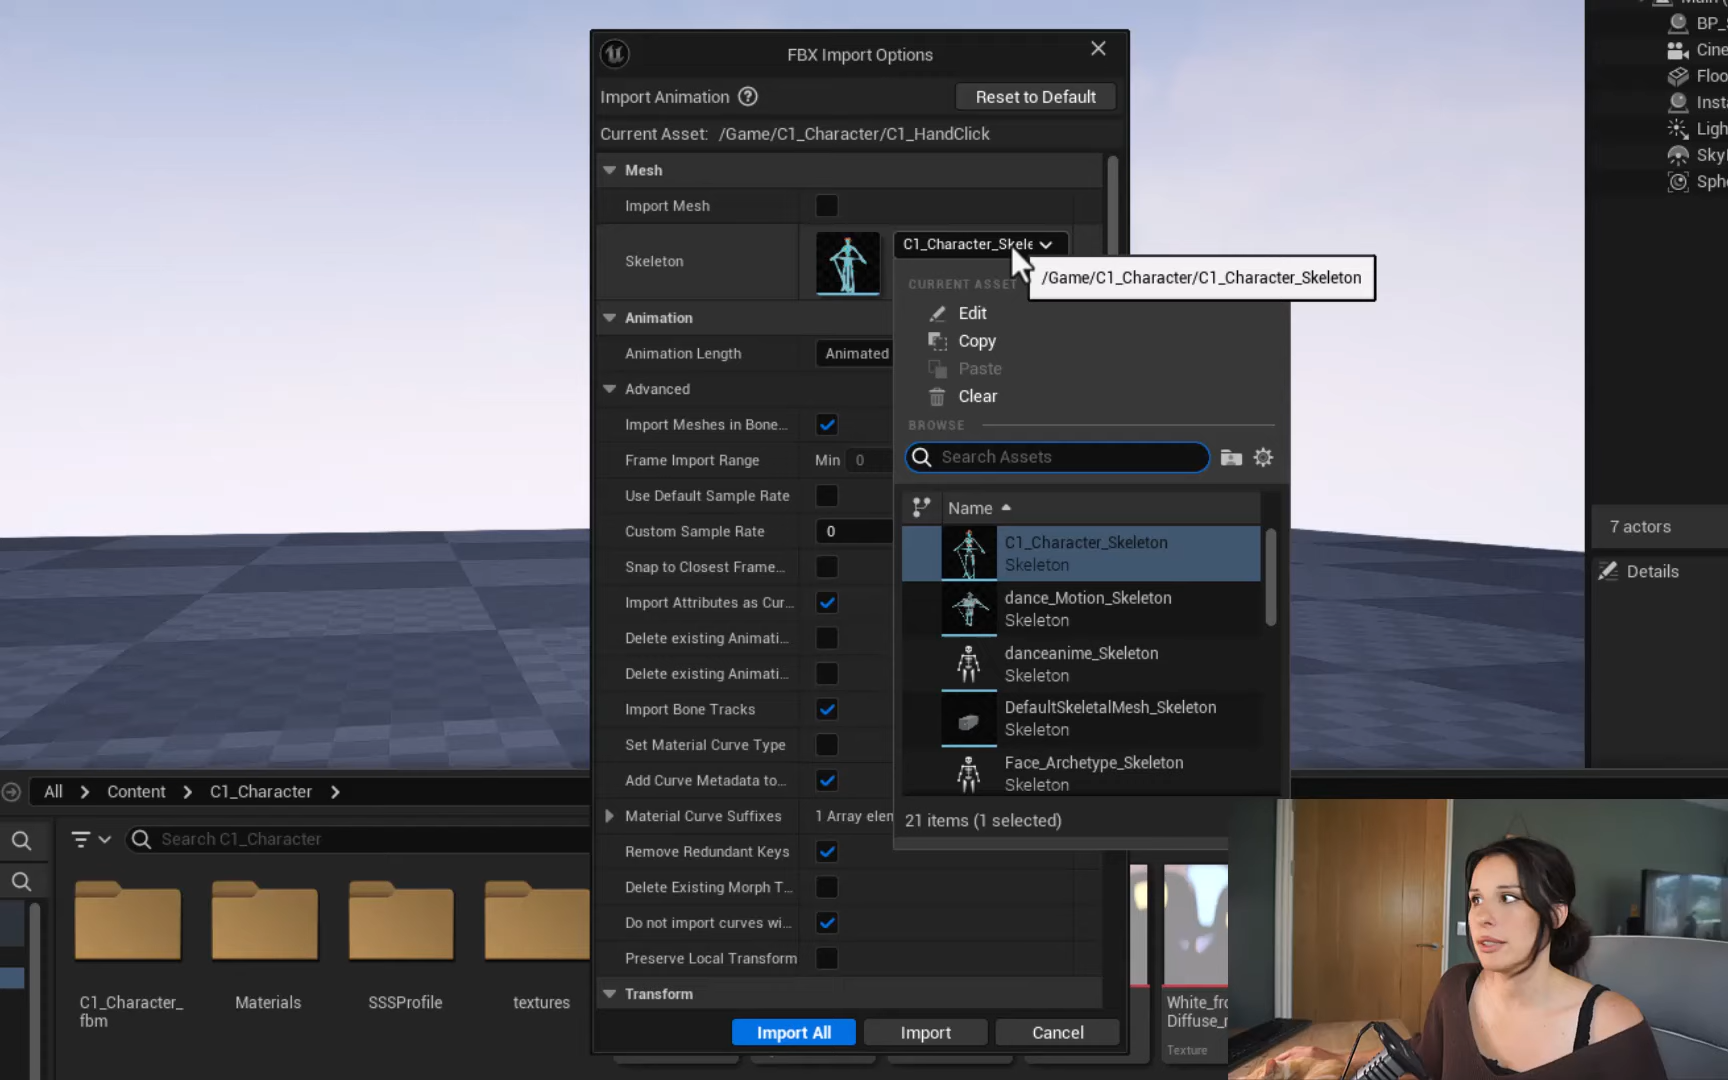 FBX Import Options
Import Animation ?
Reset to Default
Current Asset: /Game/C1_Character/C1_HandClick
Mesh
Import Mesh
Skeleton
C1_Character_Skele
/Game/C1_Character/C1_Character_Skeleton
CURRENT ASSET
Edit
Copy
Paste
Clear
BROWSE
Search Assets
Name
C1_Character_Skeleton
Skeleton
dance_Motion_Skeleton
Skeleton
danceanime_Skeleton
Skeleton
DefaultSkeletalMesh_Skeleton
Skeleton
Face_Archetype_Skeleton
Skeleton
21 items (1 selected)
Animation
Animation Length
Animated
Advanced
Import Meshes in Bone...
Frame Import Range
Min 0
Use Default Sample Rate
Custom Sample Rate
0
Snap to Closest Frame...
Import Attributes as Cur...
Delete existing Animati...
Delete existing Animati...
Import Bone Tracks
Set Material Curve Type
Add Curve Metadata to...
Material Curve Suffixes
1 Array elen
Remove Redundant Keys
Delete Existing Morph T...
Do not import curves wi...
Preserve Local Transform
Transform
Import All
Import
Cancel
BP_
Cine
Floo
Insta
Ligh
Sky
Sph
7 actors
Details
All > Content > C1_Character >
Search C1_Character
C1_Character_
fbm
Materials
SSSProfile
textures
White_fro
Diffuse_r
Texture